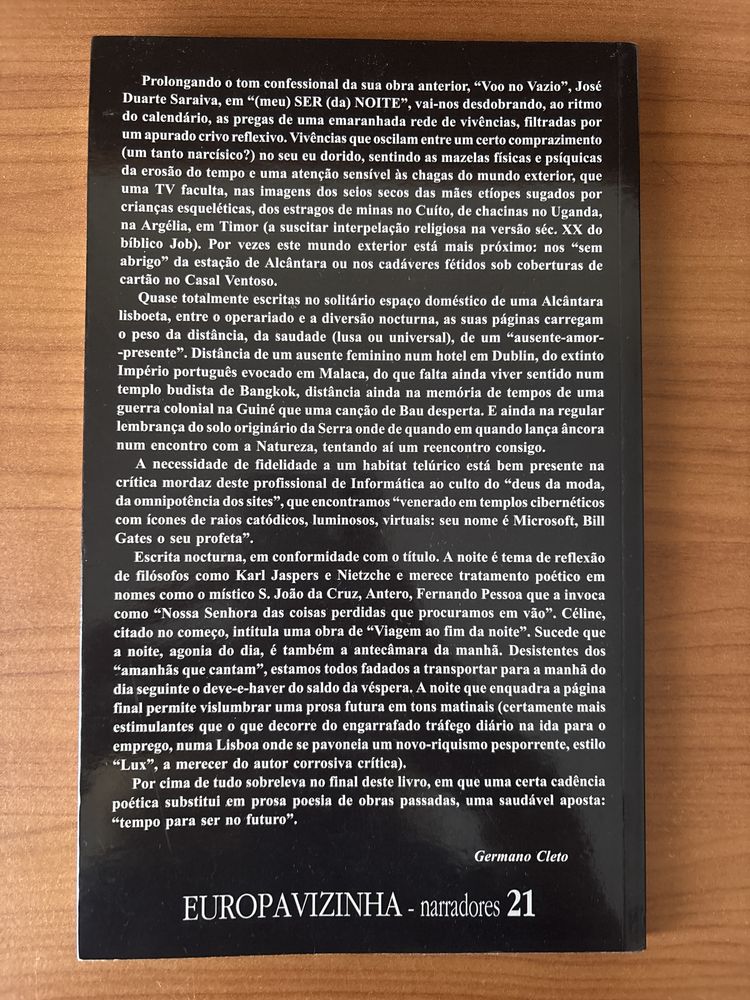 Prolongando o tom confessional da sua obra anterior, “Voo no Vazio”, José
Duarte Saraiva, em “(meu) SER (da) NOITE”, vai-nos desdobrando, ao ritmo
do calendário, as pregas de uma emaranhada rede de vivências, filtradas por
um apurado crivo reflexivo. Vivências que oscilam entre um certo comprazimento
(um tanto narcísico?) no seu eu dorido, sentindo as mazelas físicas e psíquicas
da erosão do tempo e uma atenção sensível às chagas do mundo exterior, que
uma TV faculta, nas imagens dos seios secos das mães etíopes sugados por
crianças esqueléticas, dos estragos de minas no Cuíto, de chacinas no Uganda,
na Argélia, em Timor (a suscitar interpelação religiosa na versão séc. XX do
bíblico Job). Por vezes este mundo exterior está mais próximo: nos “sem
abrigo” da estação de Alcântara ou nos cadáveres fétidos sob coberturas de
cartão no Casal Ventoso.
Quase totalmente escritas no solitário espaço doméstico de uma Alcântara
lisboeta, entre o operariado e a diversão nocturna, as suas páginas carregam
o peso da distância, da saudade (lusa ou universal), de um “ausente-amor-
-presente”. Distância de um ausente feminino num hotel em Dublin, do extinto
Império português evocado em Malaca, do que falta ainda viver sentido num
templo budista de Bangkok, distância ainda na memória de tempos de uma
guerra colonial na Guiné que uma canção de Bau desperta. E ainda na regular
lembrança do solo originário da Serra onde de quando em quando lança âncora
num encontro com a Natureza, tentando aí um reencontro consigo.
A necessidade de fidelidade a um habitat telúrico está bem presente na
crítica mordaz deste profissional de Informática ao culto do “deus da moda,
da omnipotência dos sites”, que encontramos “venerado em templos cibernéticos
com ícones de raios catódicos, luminosos, virtuais: seu nome é Microsoft, Bill
Gates o seu profeta”.
Escrita nocturna, em conformidade com o título. A noite é tema de reflexão
de filósofos como Karl Jaspers e Nietzche e merece tratamento poético em
nomes como o místico S. João da Cruz, Antero, Fernando Pessoa que a invoca
como “Nossa Senhora das coisas perdidas que procuramos em vão”. Céline,
citado no começo, intitula uma obra de “Viagem ao fim da noite”. Sucede que
a noite, agonia do dia, é também a antecâmara da manhã. Desistentes dos
“amanhãs que cantam”, estamos todos fadados a transportar para a manhã do
dia seguinte o deve-e-haver do saldo da véspera. A noite que enquadra a página
final permite vislumbrar uma prosa futura em tons matinais (certamente mais
estimulantes que o que decorre do engarrafado tráfego diário na ida para o
emprego, numa Lisboa onde se pavoneia um novo-riquismo pesporrente, estilo
“Lux”, a merecer do autor corrosiva crítica).
Por cima de tudo sobreleva no final deste livro, em que uma certa cadência
poética substitui em prosa poesia de obras passadas, uma saudável aposta:
“tempo para ser no futuro”.
Germano Cleto
EUROPAVIZINHA - narradores 21